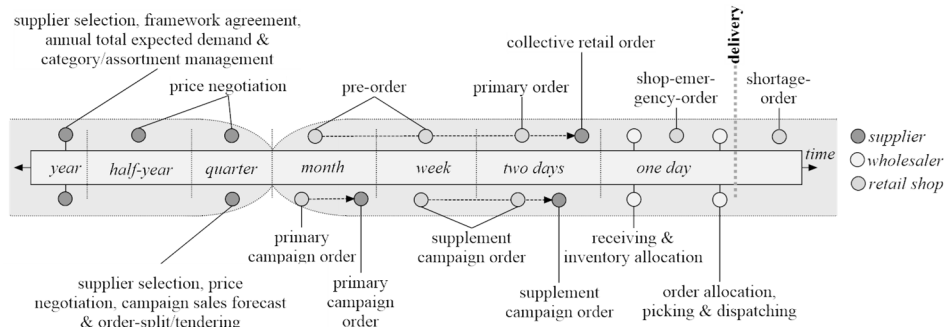 supplier selection, framework agreement,
annual total expected demand &
category/assortment management
price negotiation
pre-order
primary order
collective retail order
shop-emer-
gency-order
delivery
shortage-
order
year
half-year
quarter
month
week
two days
one day
time
supplier
wholesaler
retail shop
supplier selection, price
negotiation, campaign sales forecast
& order-split/tendering
primary
campaign order
primary
campaign
order
supplement
campaign order
supplement
campaign order
receiving &
inventory allocation
order allocation,
picking & dispatching